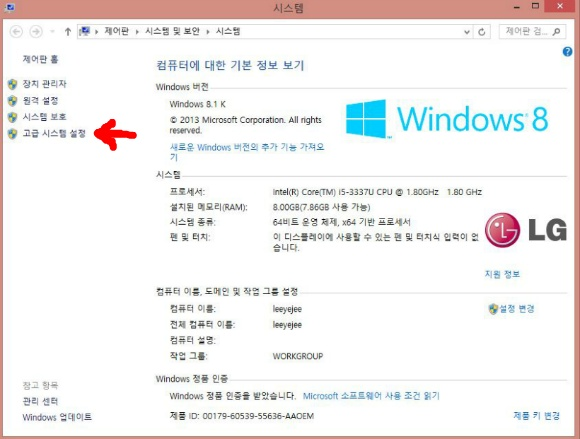 시스템
제어판 › 시스템 및 보안 › 시스템
제어판 검...
제어판 홈
장치 관리자
원격 설정
시스템 보호
고급 시스템 설정
컴퓨터에 대한 기본 정보 보기
Windows 버전
Windows 8.1 K
© 2013 Microsoft Corporation. All rights
reserved.
새로운 Windows 버전의 추가 기능 가져오
기
Windows 8
시스템
프로세서: Intel(R) Core(TM) i5-3337U CPU @ 1.80GHz 1.80 GHz
설치된 메모리(RAM): 8.00GB(7.86GB 사용 가능)
시스템 종류: 64비트 운영 체제, x64 기반 프로세서
펜 및 터치: 이 디스플레이에 사용할 수 있는 펜 및 터치식 입력이 없
습니다.
LG
지원 정보
컴퓨터 이름, 도메인 및 작업 그룹 설정
컴퓨터 이름: leeyejee
설정 변경
전체 컴퓨터 이름: leeyejee
컴퓨터 설명:
작업 그룹: WORKGROUP
Windows 정품 인증
Windows 정품 인증을 받았습니다. Microsoft 소프트웨어 사용 조건 읽기
제품 ID: 00179-60539-55636-AAOEM
제품 키 변경
참고 항목
관리 센터
Windows 업데이트